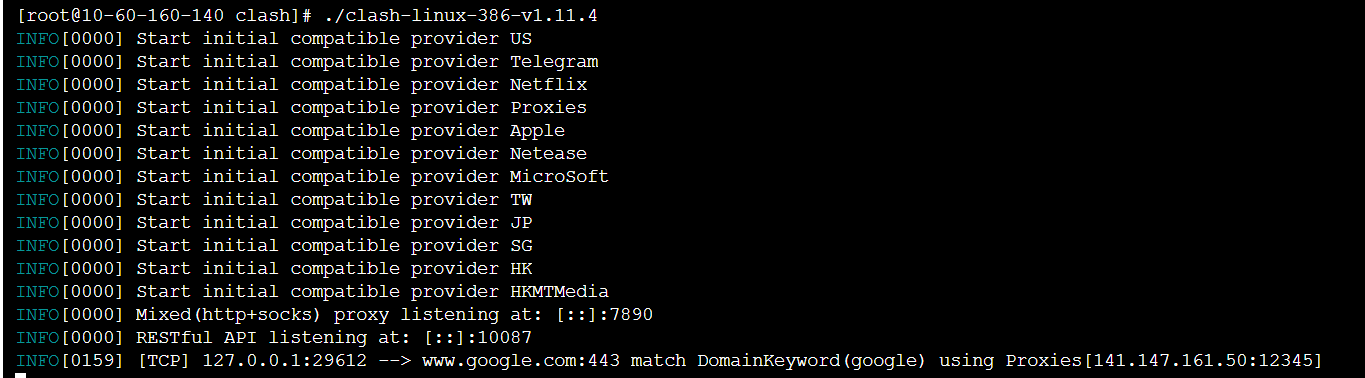 [root@10-60-160-140 clash]# ./clash-linux-386-v1.11.4
INFO[0000] Start initial compatible provider US
INFO[0000] Start initial compatible provider Telegram
INFO[0000] Start initial compatible provider Netflix
INFO[0000] Start initial compatible provider Proxies
INFO[0000] Start initial compatible provider Apple
INFO[0000] Start initial compatible provider Netease
INFO[0000] Start initial compatible provider MicroSoft
INFO[0000] Start initial compatible provider TW
INFO[0000] Start initial compatible provider JP
INFO[0000] Start initial compatible provider SG
INFO[0000] Start initial compatible provider HK
INFO[0000] Start initial compatible provider HKMTMedia
INFO[0000] Mixed(http+socks) proxy listening at: [::]:7890
INFO[0000] RESTful API listening at: [::]:10087
INFO[0159] [TCP] 127.0.0.1:29612 --> www.google.com:443 match DomainKeyword(google) using Proxies[141.147.161.50:12345]